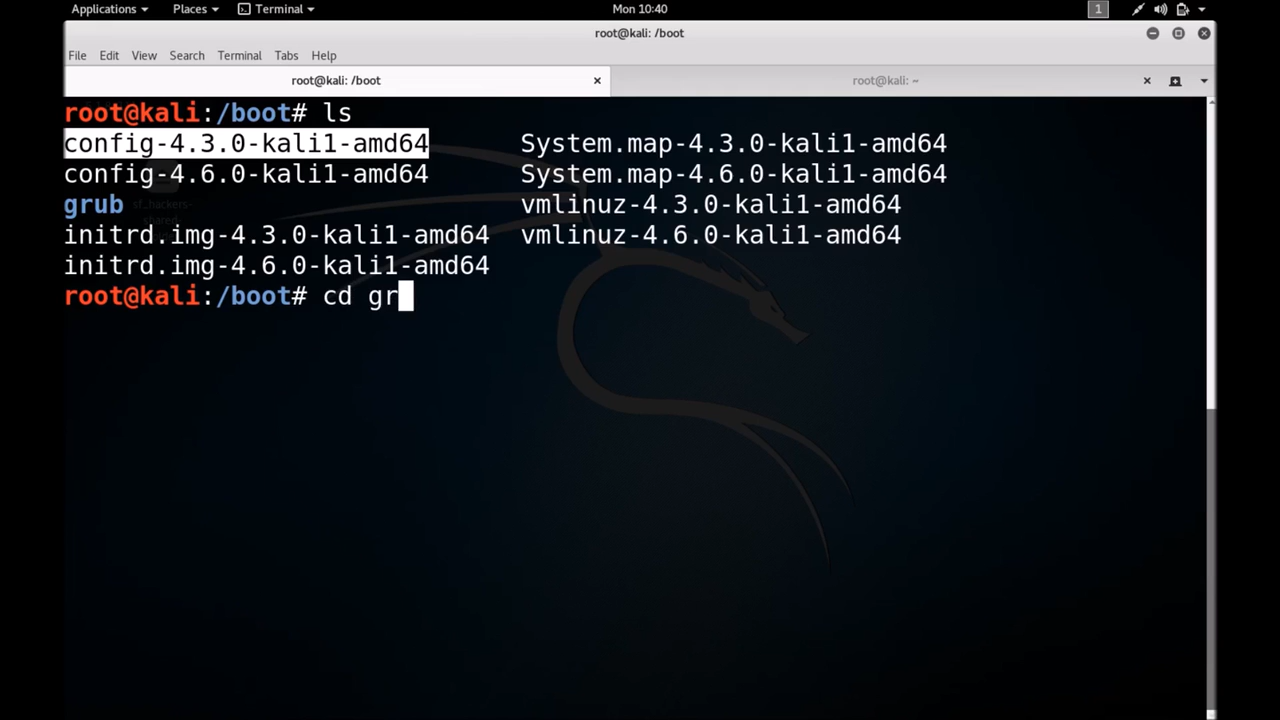 Applications Places Terminal Mon 10:40 1
root@kali: /boot
File Edit View Search Terminal Tabs Help
root@kali: /boot root@kali: ~
root@kali:/boot# ls
config-4.3.0-kali1-amd64 System.map-4.3.0-kali1-amd64
config-4.6.0-kali1-amd64 System.map-4.6.0-kali1-amd64
grub vmlinuz-4.3.0-kali1-amd64
initrd.img-4.3.0-kali1-amd64 vmlinuz-4.6.0-kali1-amd64
initrd.img-4.6.0-kali1-amd64
root@kali:/boot# cd gr
sf_hackers-
shared-